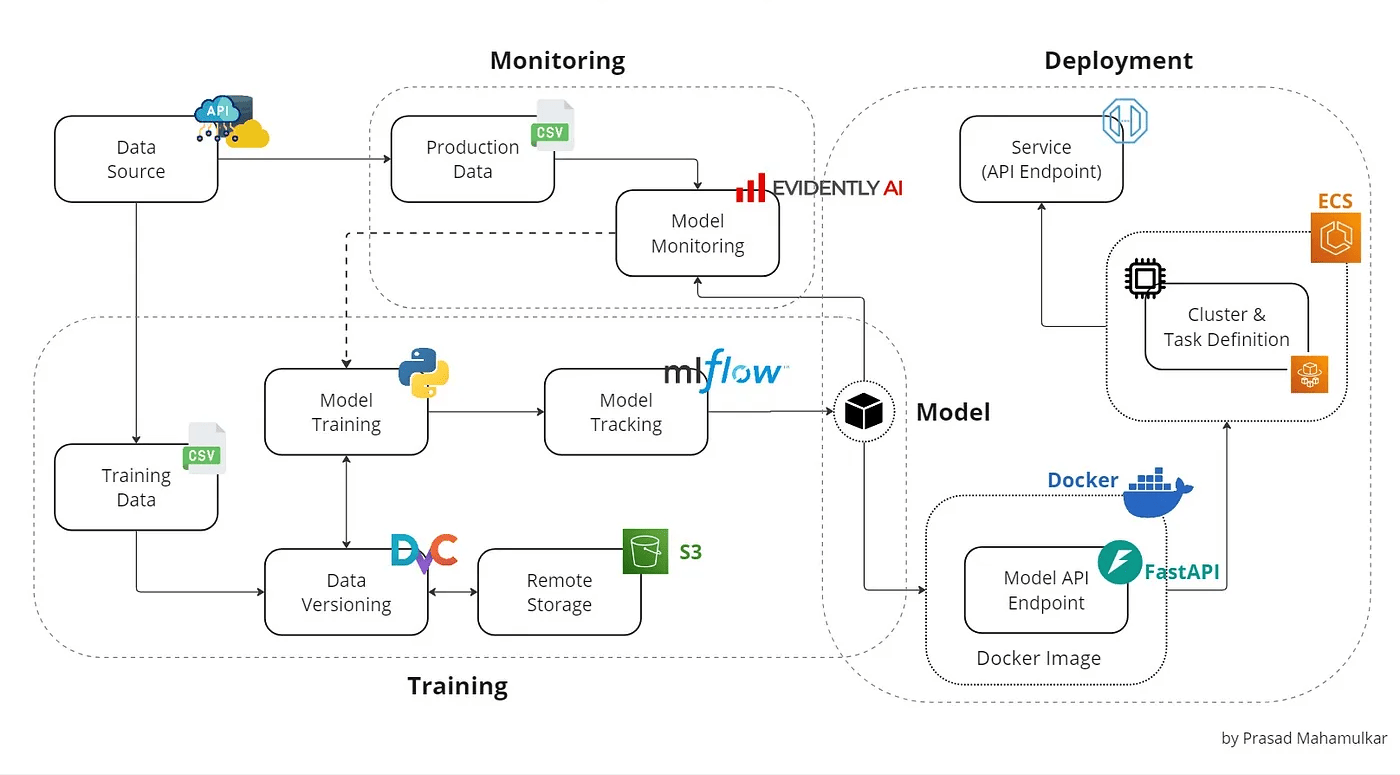 Monitoring
Deployment
API
Data
Source
CSV
Production
Data
Service
(API Endpoint)
EVIDENTLY AI
Model
Monitoring
ECS
Cluster &
Task Definition
mlflow
Model
Training
Model
Tracking
Model
CSV
Training
Data
Docker
DVC
S3
Data
Versioning
Remote
Storage
FastAPI
Model API
Endpoint
Docker Image
Training
by Prasad Mahamulkar